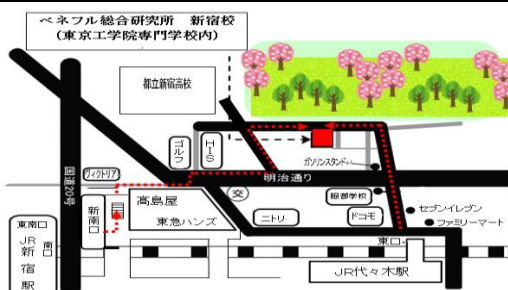 ベネフル総合研究所 新宿校
(東京工学院専門学校内)
都立新宿高校
ゴルフ
HIS
ガソリンスタンド
国道20号
ヴィクトリア
明治通り
交
服部学校
新南口
髙島屋
東急ハンズ
ニトリ
ドコモ
セブンイレブン
ファミリーマート
東南口
JR南口
新宿駅
東口
JR代々木駅